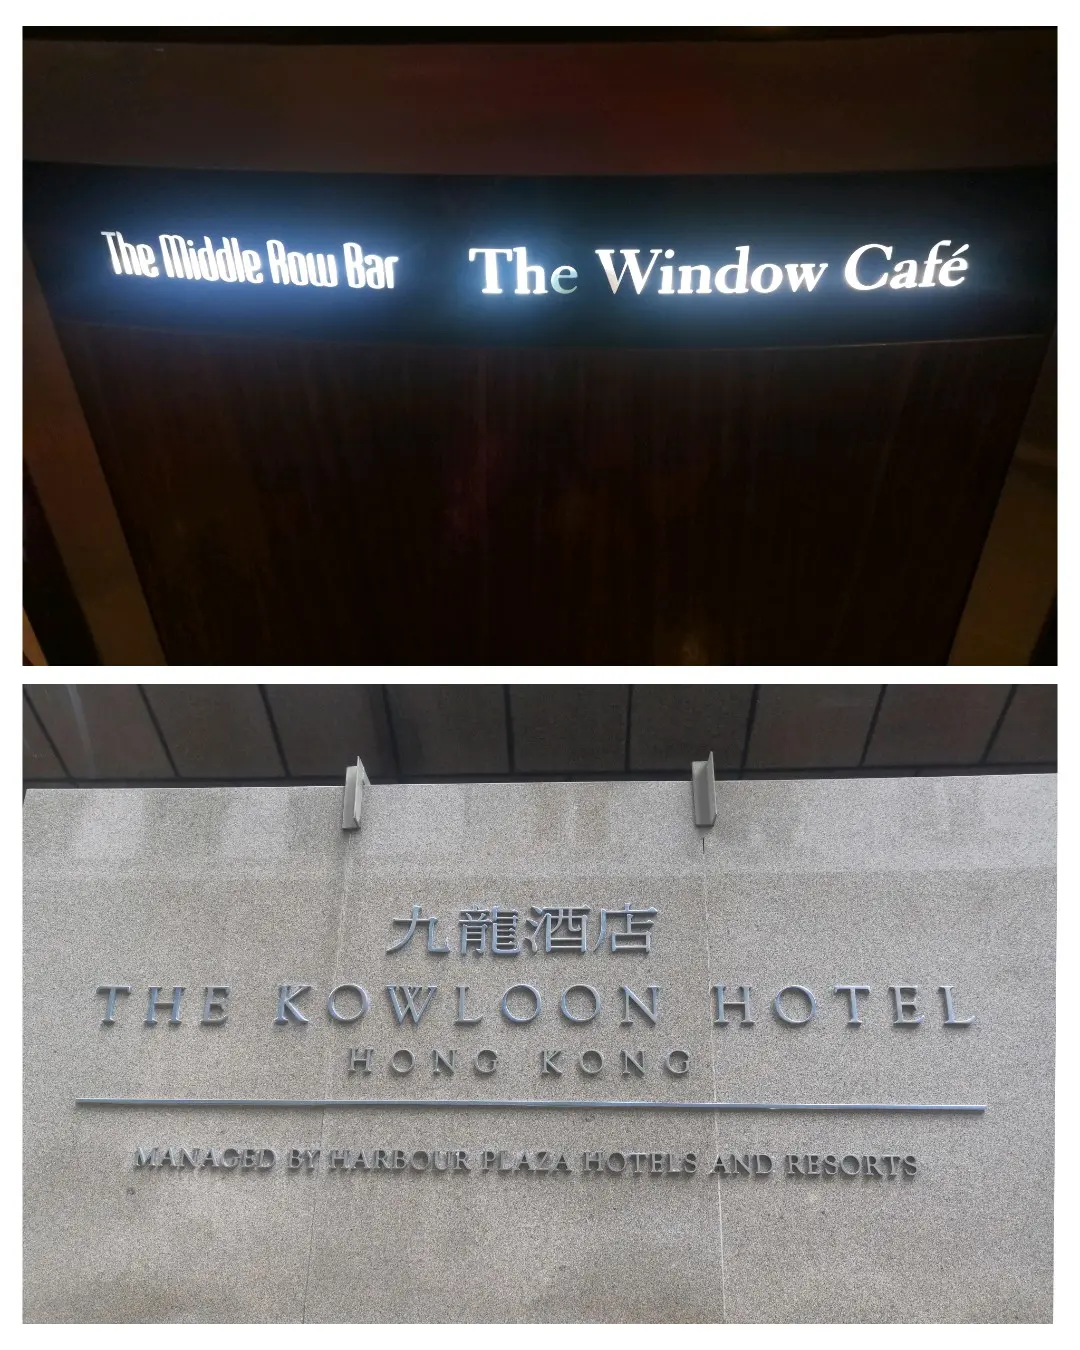 The Middle Row Bar
The Window Café
九龍酒店
THE KOWLOON HOTEL
HONG KONG
MANAGED BY HARBOUR PLAZA HOTELS AND RESORTS